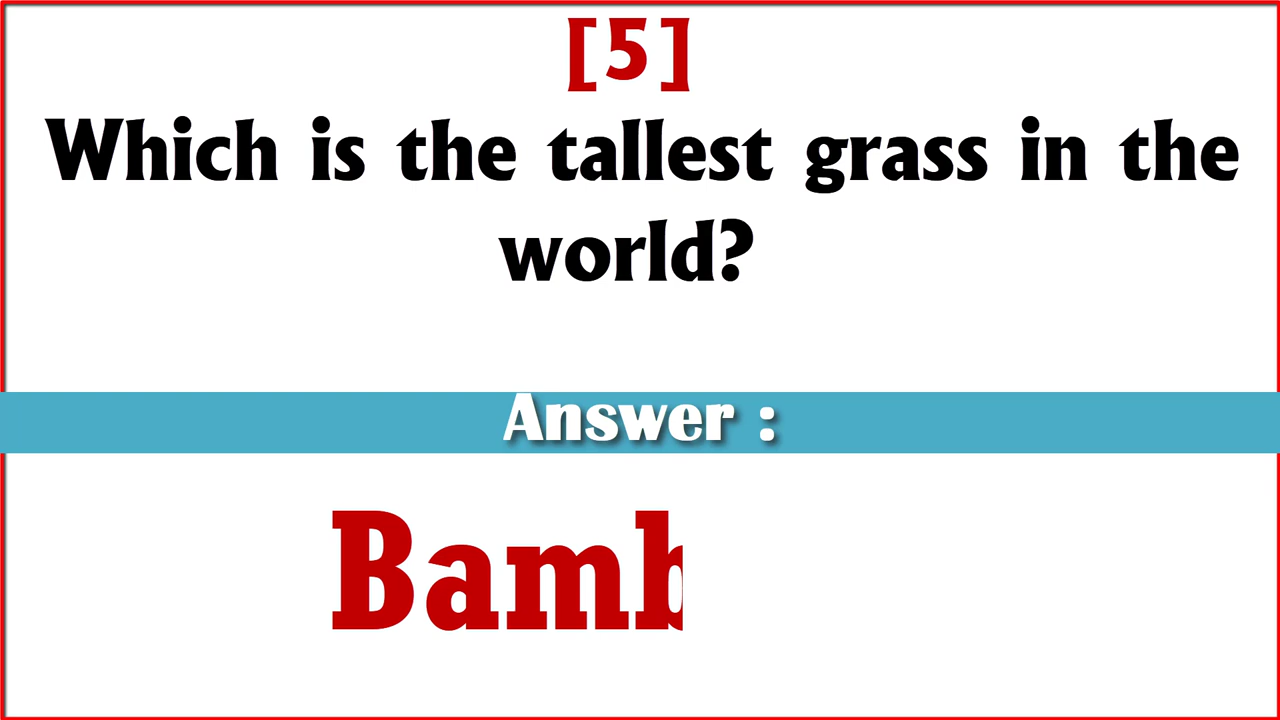 [5]
Which is the tallest grass in the
world?
Answer :
Bamb